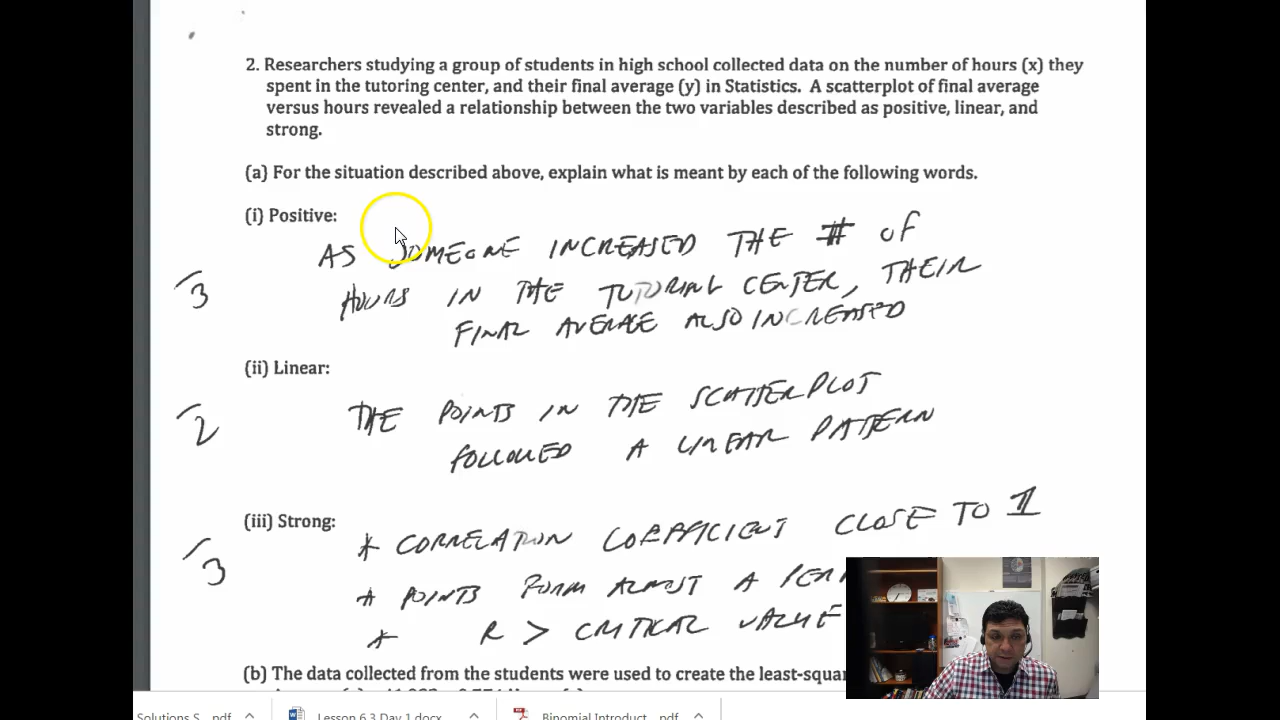 2. Researchers studying a group of students in high school collected data on the number of hours (x) they
spent in the tutoring center, and their final average (y) in Statistics. A scatterplot of final average
versus hours revealed a relationship between the two variables described as positive, linear, and
strong.
(a) For the situation described above, explain what is meant by each of the following words.
(i) Positive:
AS SOMEONE INCREASED THE # OF
HOURS IN THE TUTORING CENTER, THEIR
FINAL AVERAGE ALSO INCREASED
/3
(ii) Linear:
THE POINTS IN THE SCATTERPLOT
FOLLOWED A LINEAR PATTERN
/2
(iii) Strong:
* CORRELATION COEFFICIENT CLOSE TO 1
* POINTS FORM ALMOST A
* R > CRITICAL VALUE
/3
(b) The data collected from the students were used to create the
Solutions S...pdf
Lesson 6.3 Day 1.docx
Binomial Introduct...pdf